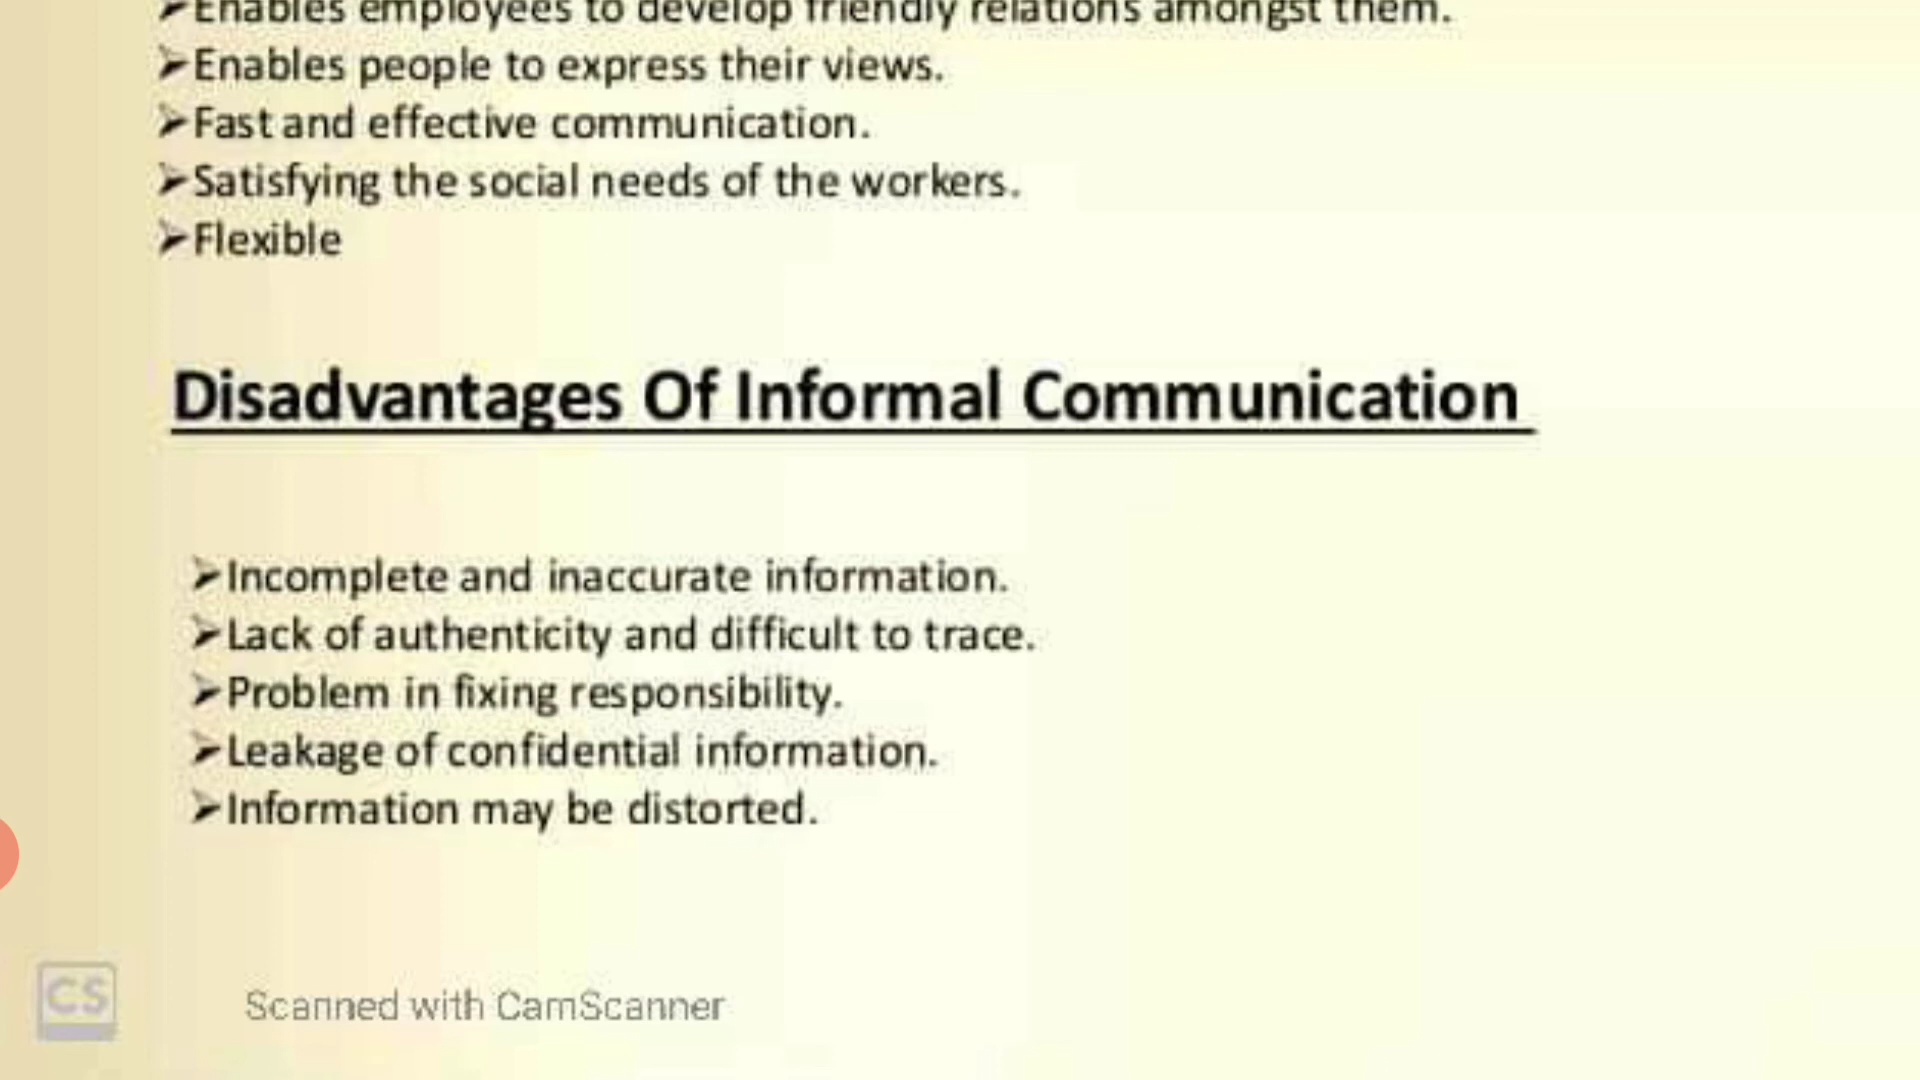 ➢Enables employees to develop friendly relations amongst them.
➢Enables people to express their views.
➢Fast and effective communication.
➢Satisfying the social needs of the workers.
➢Flexible
Disadvantages Of Informal Communication
➢Incomplete and inaccurate information.
➢Lack of authenticity and difficult to trace.
➢Problem in fixing responsibility.
➢Leakage of confidential information.
➢Information may be distorted.
CS
Scanned with CamScanner